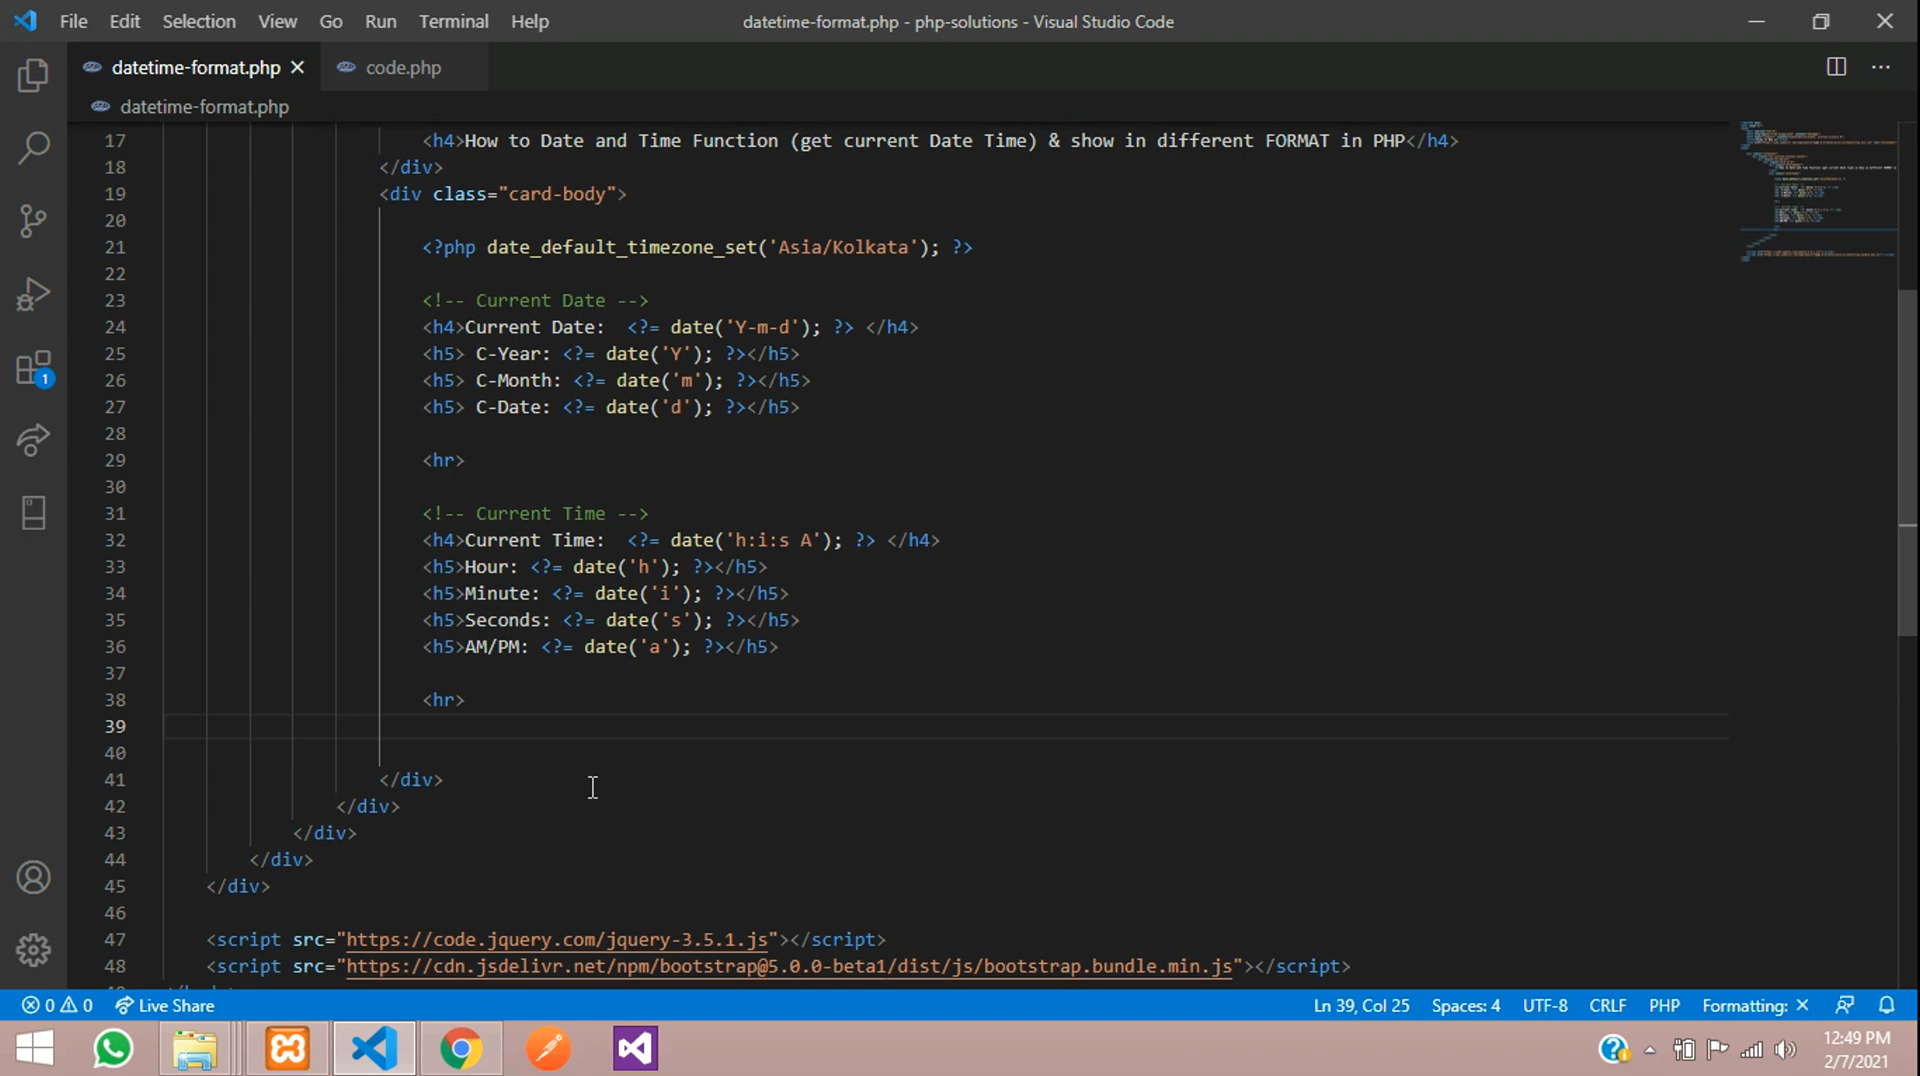 File Edit Selection View Go Run Terminal Help datetime-format.php - php-solutions - Visual Studio Code
datetime-format.php code.php
datetime-format.php
17 <h4>How to Date and Time Function (get current Date Time) & show in different FORMAT in PHP</h4>
18 </div>
19 <div class="card-body">
20
21 <?php date_default_timezone_set('Asia/Kolkata'); ?>
22
23 <!-- Current Date -->
24 <h4>Current Date: <?= date('Y-m-d'); ?> </h4>
25 <h5> C-Year: <?= date('Y'); ?></h5>
26 <h5> C-Month: <?= date('m'); ?></h5>
27 <h5> C-Date: <?= date('d'); ?></h5>
28
29 <hr>
30
31 <!-- Current Time -->
32 <h4>Current Time: <?= date('h:i:s A'); ?> </h4>
33 <h5>Hour: <?= date('h'); ?></h5>
34 <h5>Minute: <?= date('i'); ?></h5>
35 <h5>Seconds: <?= date('s'); ?></h5>
36 <h5>AM/PM: <?= date('a'); ?></h5>
37
38 <hr>
39
40
41 </div>
42 </div>
43 </div>
44 </div>
45 </div>
46
47 <script src="https://code.jquery.com/jquery-3.5.1.js"></script>
48 <script src="https://cdn.jsdelivr.net/npm/bootstrap@5.0.0-beta1/dist/js/bootstrap.bundle.min.js"></script>
1
0 0 Live Share Ln 39, Col 25 Spaces: 4 UTF-8 CRLF PHP Formatting: ×
12:49 PM
2/7/2021